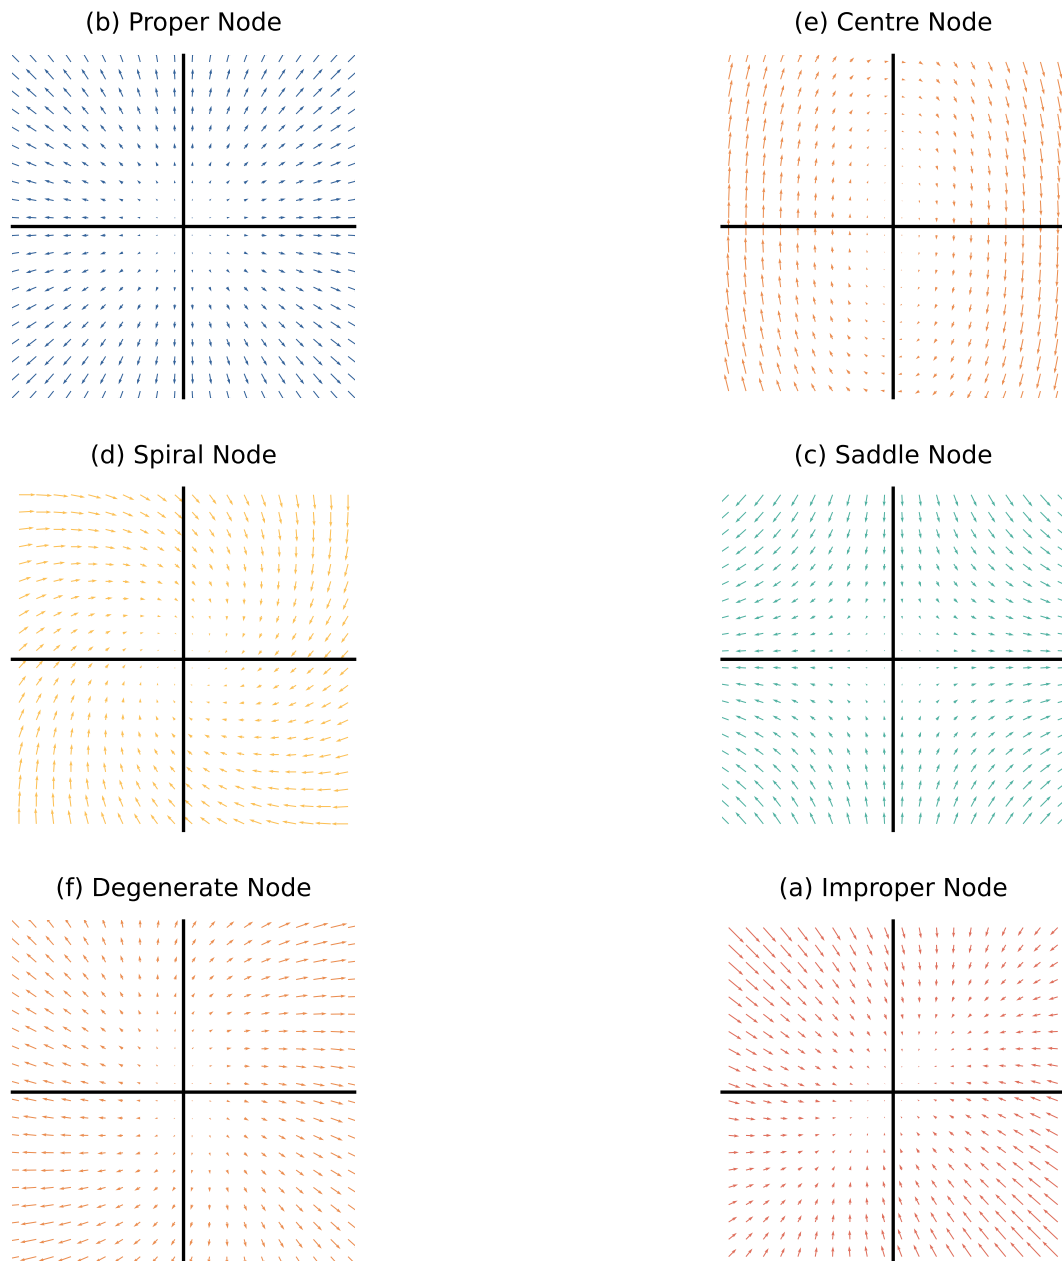 (b) Proper Node
(e) Centre Node
(d) Spiral Node
(c) Saddle Node
(f) Degenerate Node
(a) Improper Node